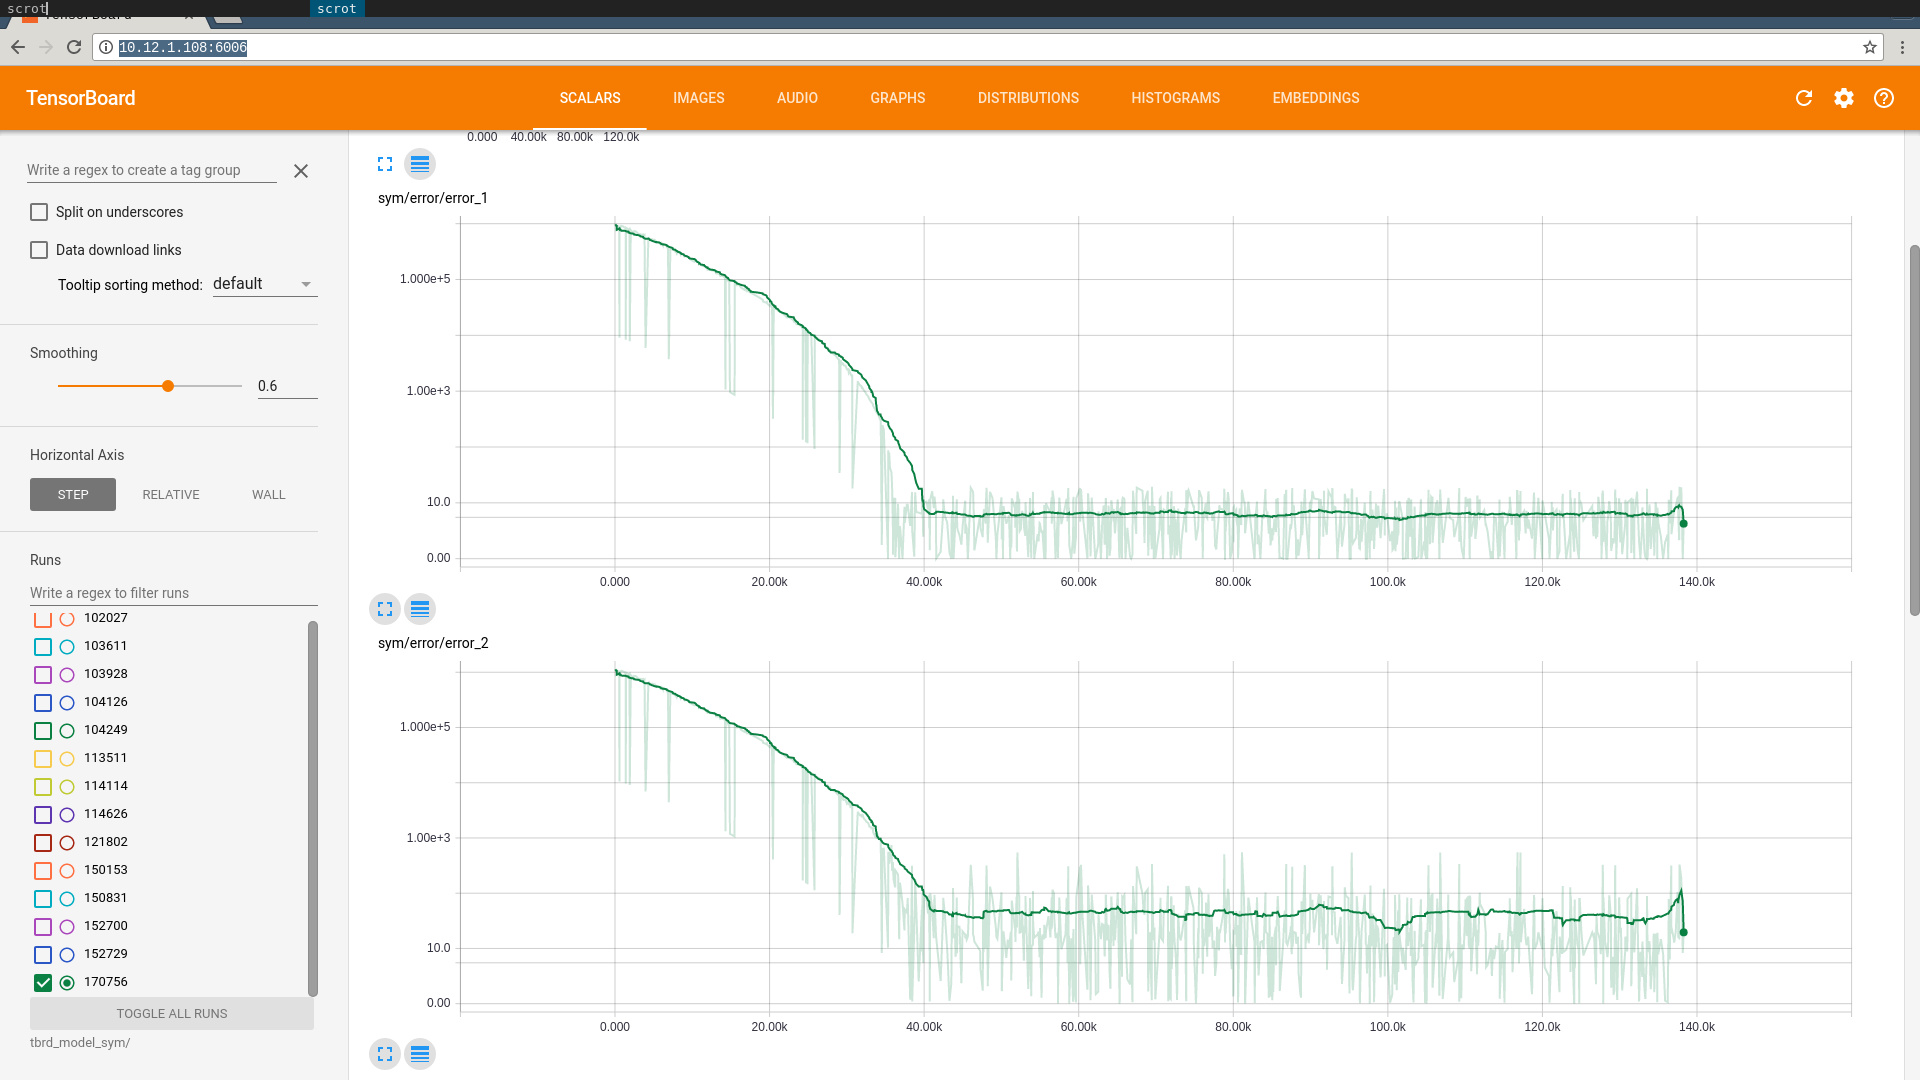 scrot scrot
TensorBoard
10.12.1.108:6006
TensorBoard SCALARS IMAGES AUDIO GRAPHS DISTRIBUTIONS HISTOGRAMS EMBEDDINGS
0.000 40.00k 80.00k 120.0k
Write a regex to create a tag group
Split on underscores
Data download links
Tooltip sorting method: default
Smoothing
0.6
Horizontal Axis
STEP RELATIVE WALL
Runs
Write a regex to filter runs
102027
103611
103928
104126
104249
113511
114114
114626
121802
150153
150831
152700
152729
170756
TOGGLE ALL RUNS
tbrd_model_sym/
sym/error/error_1
1.000e+5
1.00e+3
10.0
0.00
0.000 20.00k 40.00k 60.00k 80.00k 100.0k 120.0k 140.0k
sym/error/error_2
1.000e+5
1.00e+3
10.0
0.00
0.000 20.00k 40.00k 60.00k 80.00k 100.0k 120.0k 140.0k